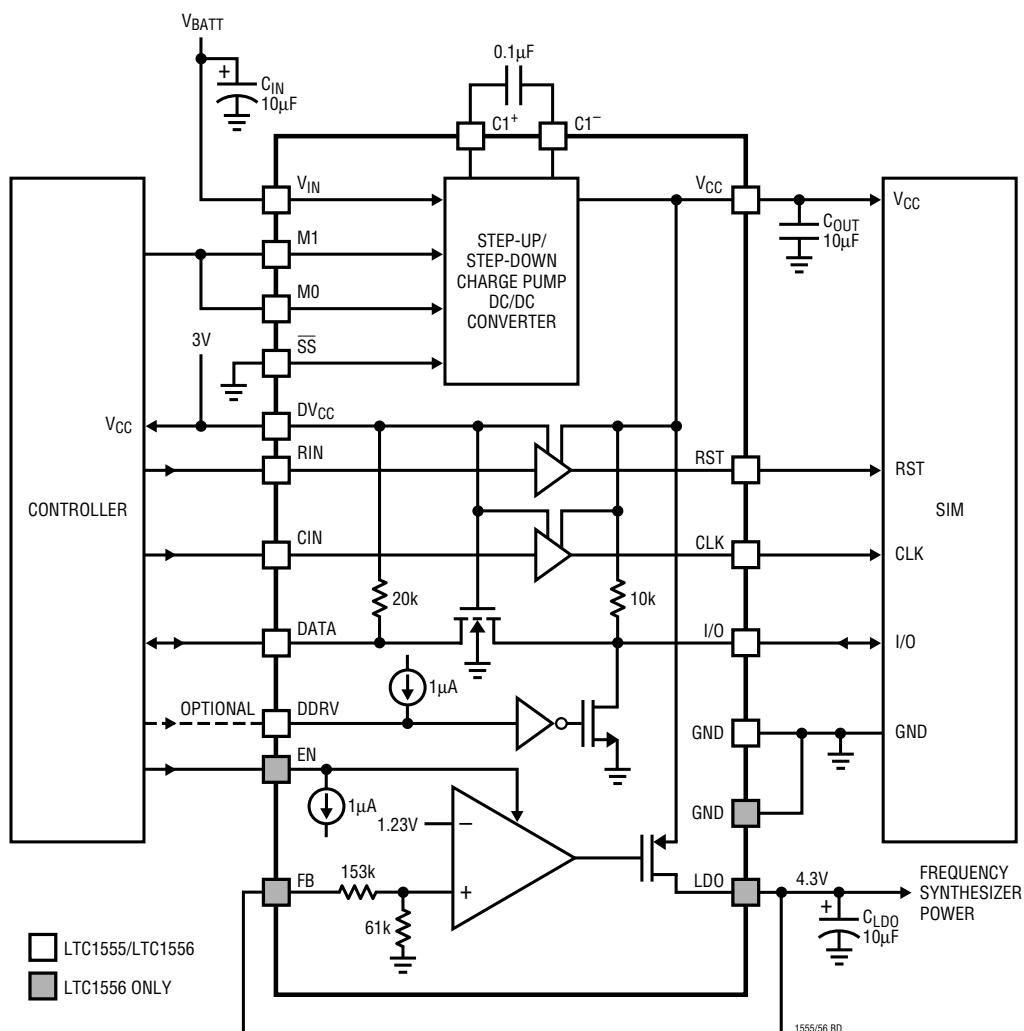 VBATT
+
CIN
10µF
0.1µF
C1+
C1–
VIN
M1
M0
SS
STEP-UP/
STEP-DOWN
CHARGE PUMP
DC/DC
CONVERTER
VCC
COUT
10µF
VCC
3V
VCC
DVCC
RIN
RST
RST
CONTROLLER
SIM
CIN
CLK
CLK
20k
10k
DATA
I/O
I/O
1µA
OPTIONAL
DDRV
GND
GND
EN
1µA
1.23V
–
+
GND
FB
153k
61k
LDO
4.3V
FREQUENCY
SYNTHESIZER
POWER
+
CLDO
10µF
LTC1555/LTC1556
LTC1556 ONLY
1555/56 BD